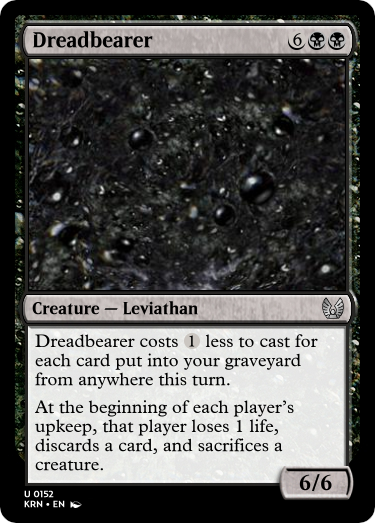 Dreadbearer 6
Creature — Leviathan
Dreadbearer costs 1 less to cast for
each card put into your graveyard
from anywhere this turn.
At the beginning of each player's
upkeep, that player loses 1 life,
discards a card, and sacrifices a
creature.
6/6
U 0152
KRN • EN